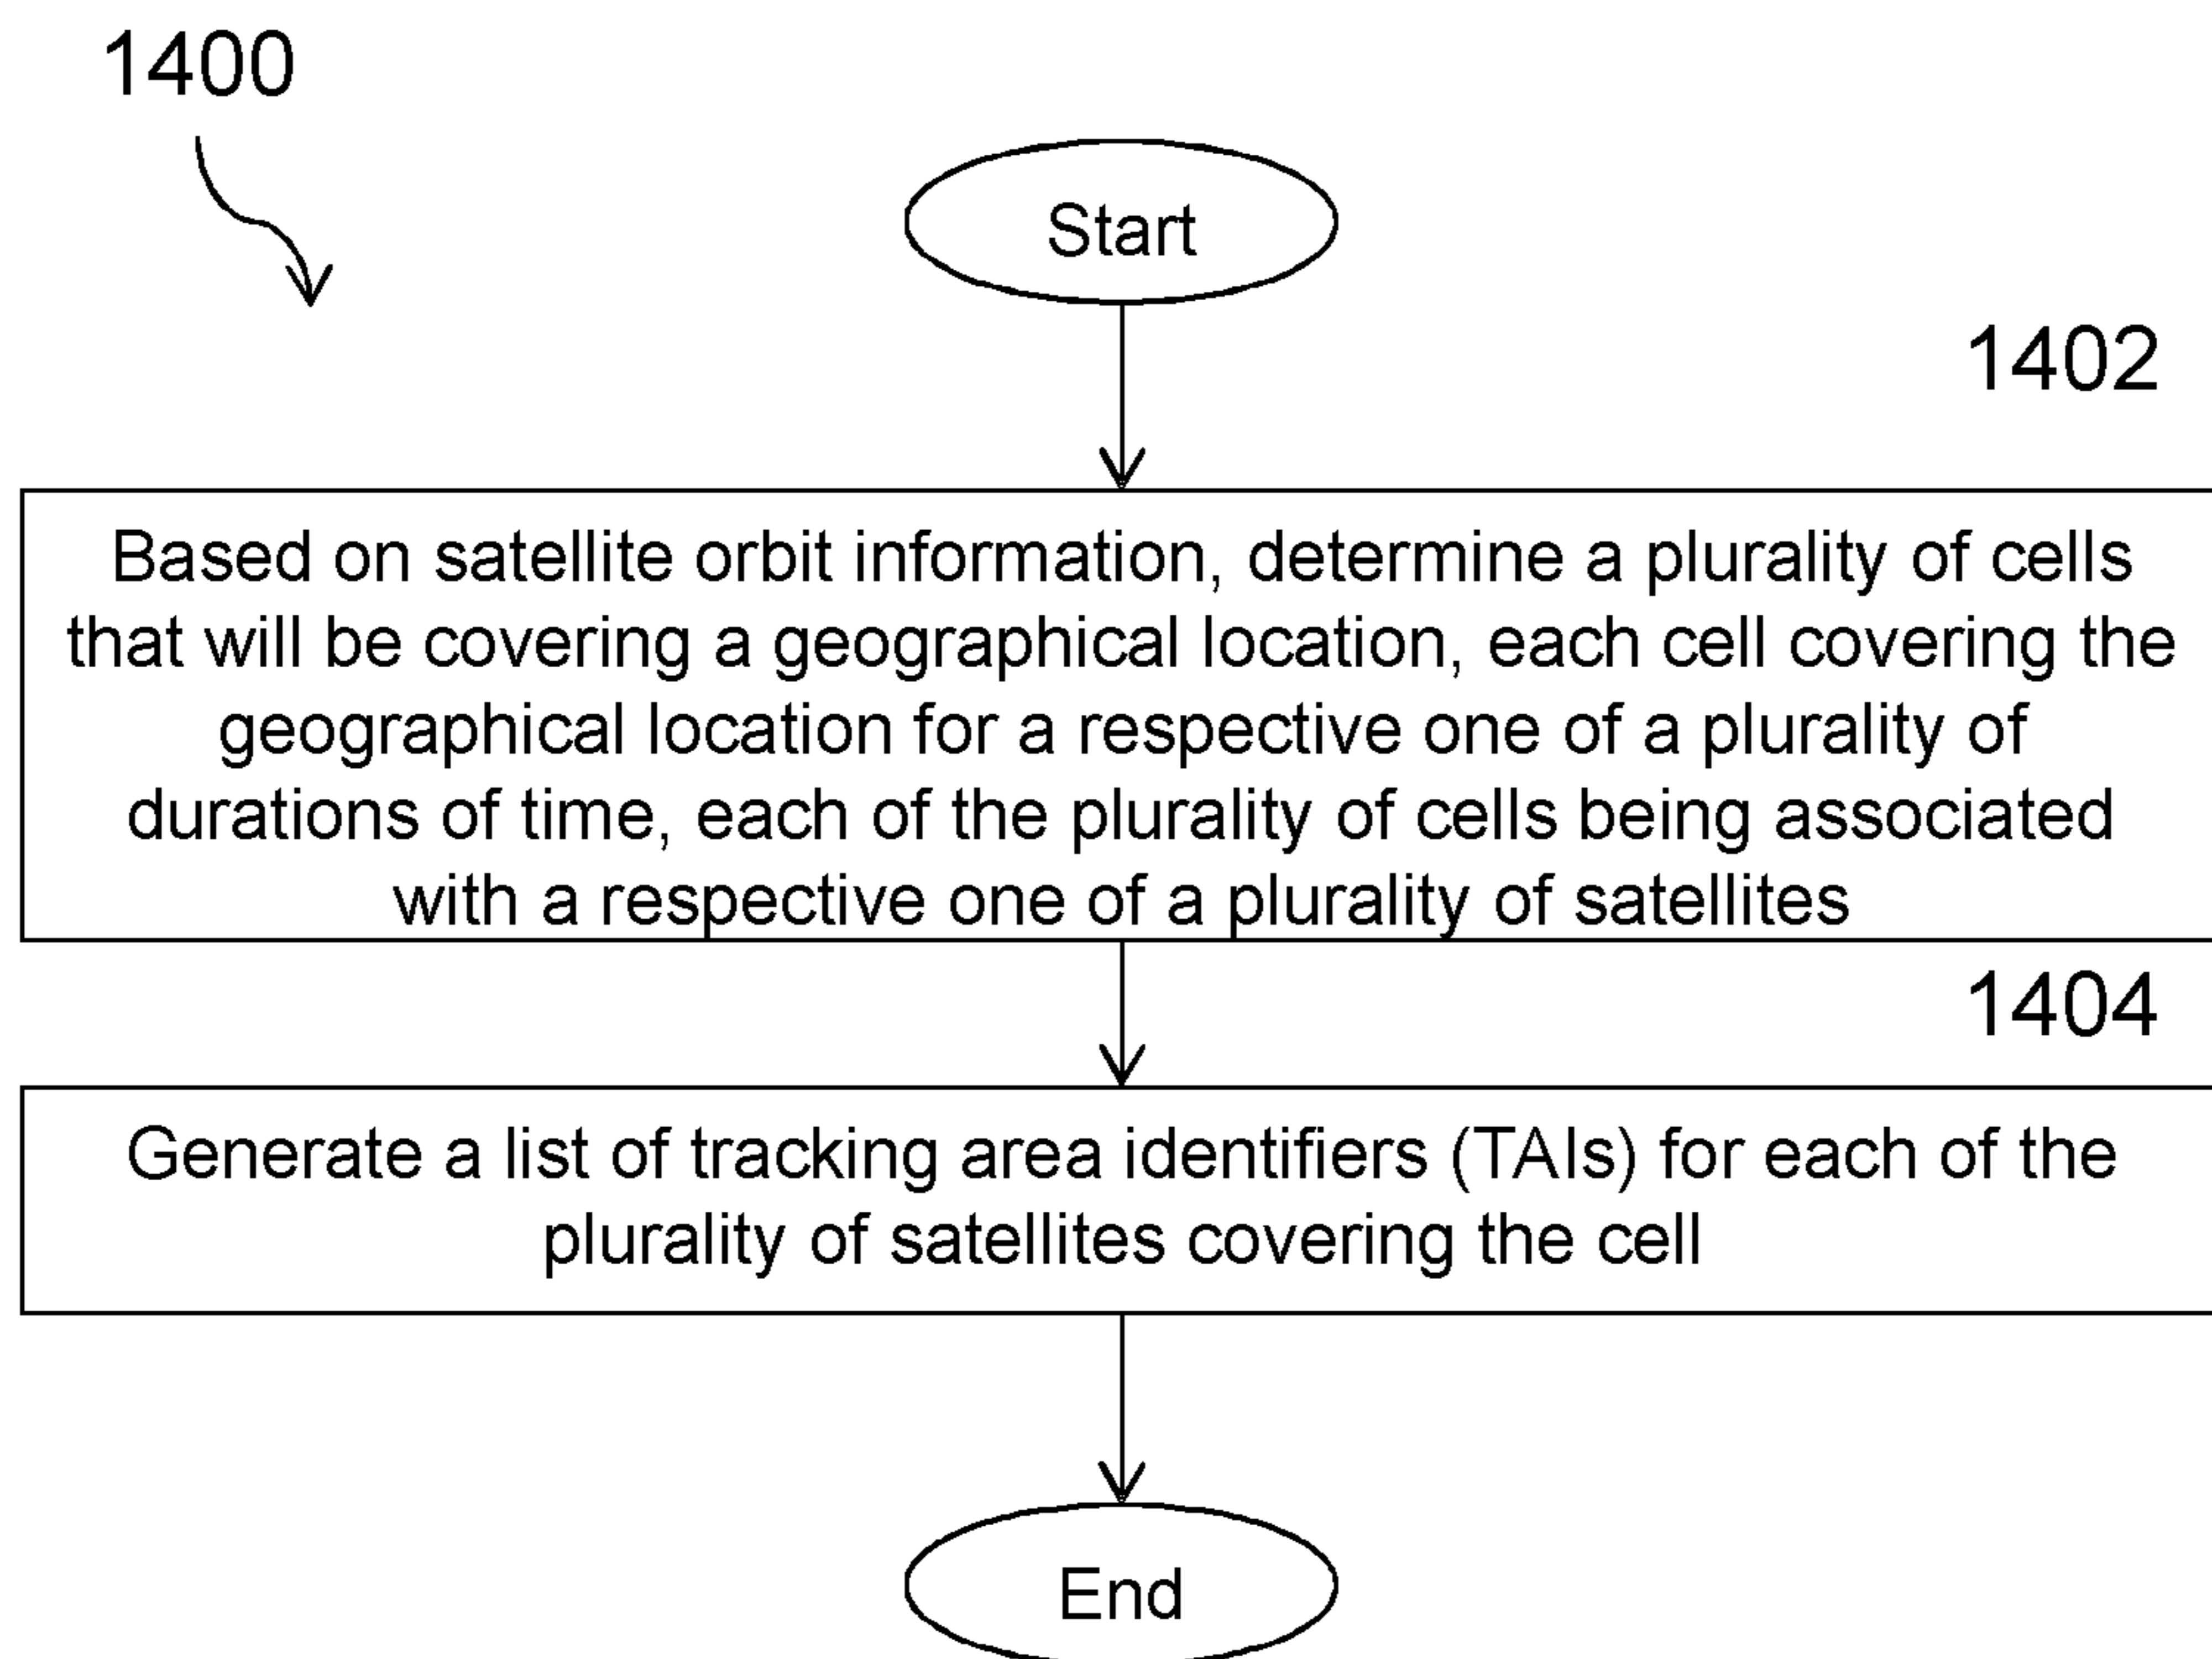 1400
Start
1402
Based on satellite orbit information, determine a plurality of cells
that will be covering a geographical location, each cell covering the
geographical location for a respective one of a plurality of
durations of time, each of the plurality of cells being associated
with a respective one of a plurality of satellites
1404
Generate a list of tracking area identifiers (TAIs) for each of the
plurality of satellites covering the cell
End